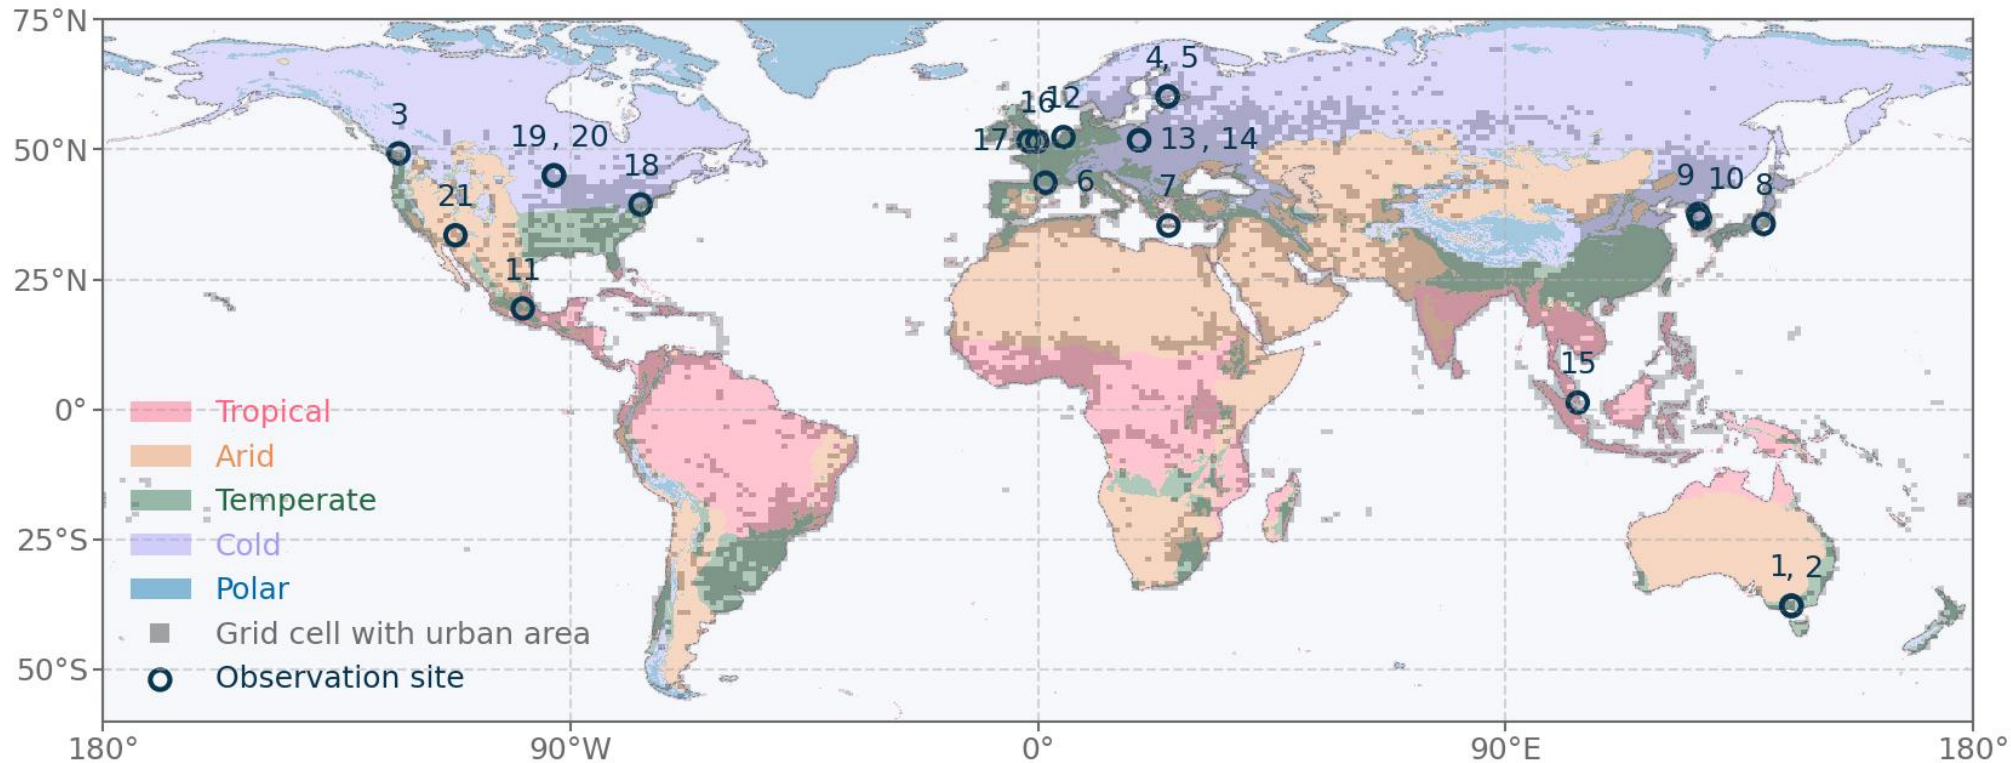 75°N
50°N
25°N
0°
25°S
50°S
180°
90°W
0°
90°E
180°
3
19, 20
18
21
11
4, 5
16
12
17
13, 14
6
7
9
10
8
15
1, 2
Tropical
Arid
Temperate
Cold
Polar
Grid cell with urban area
Observation site